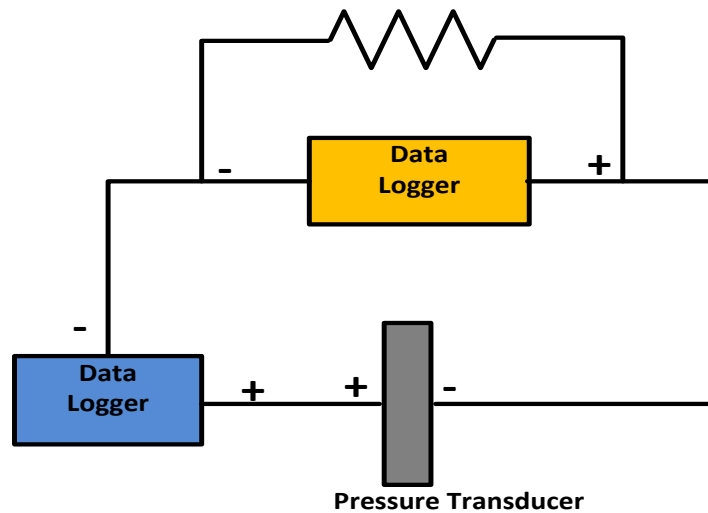 Data
Logger
- +
-
Data
Logger
+ + -
Pressure Transducer